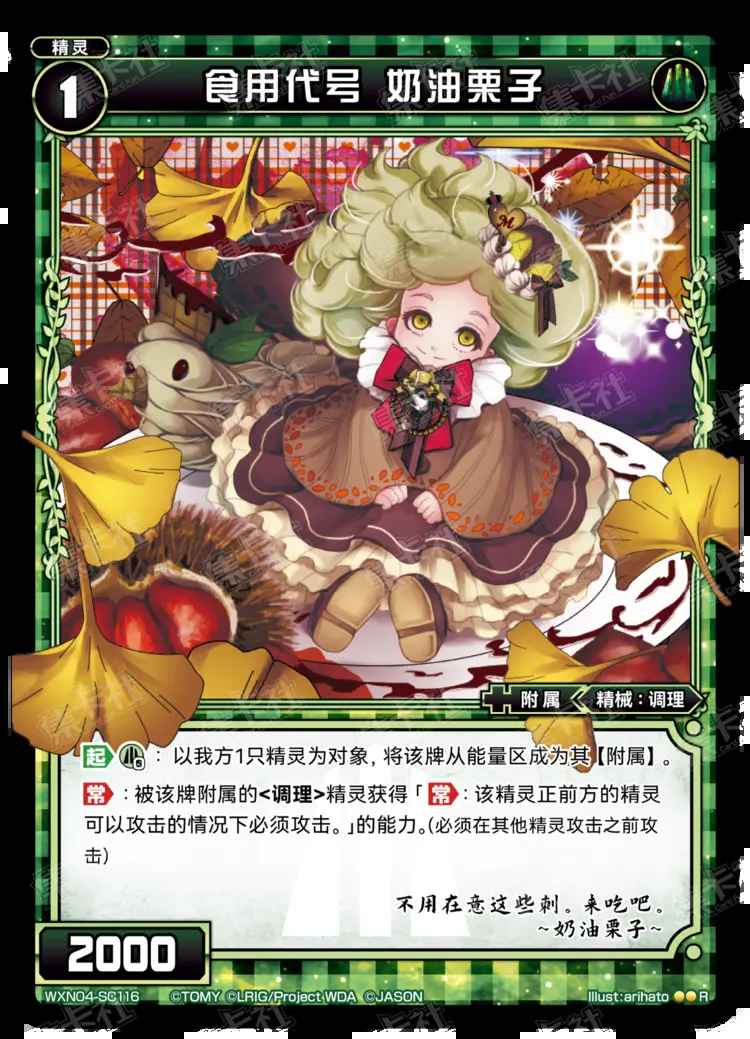 精灵
1
食用代号 奶油栗子
M
附属 精械：调理
起 ：以我方1只精灵为对象，将该牌从能量区成为其【附属】。
常：被该牌附属的<调理>精灵获得「常：该精灵正前方的精灵
可以攻击的情况下必须攻击。」的能力。(必须在其他精灵攻击之前攻
击)
不用在意这些刺。来吃吧。
~奶油栗子~
2000
WXN04-SC116 ©TOMY ©LRIG/Project WDA ©JASON Illust:arihato R
集卡社